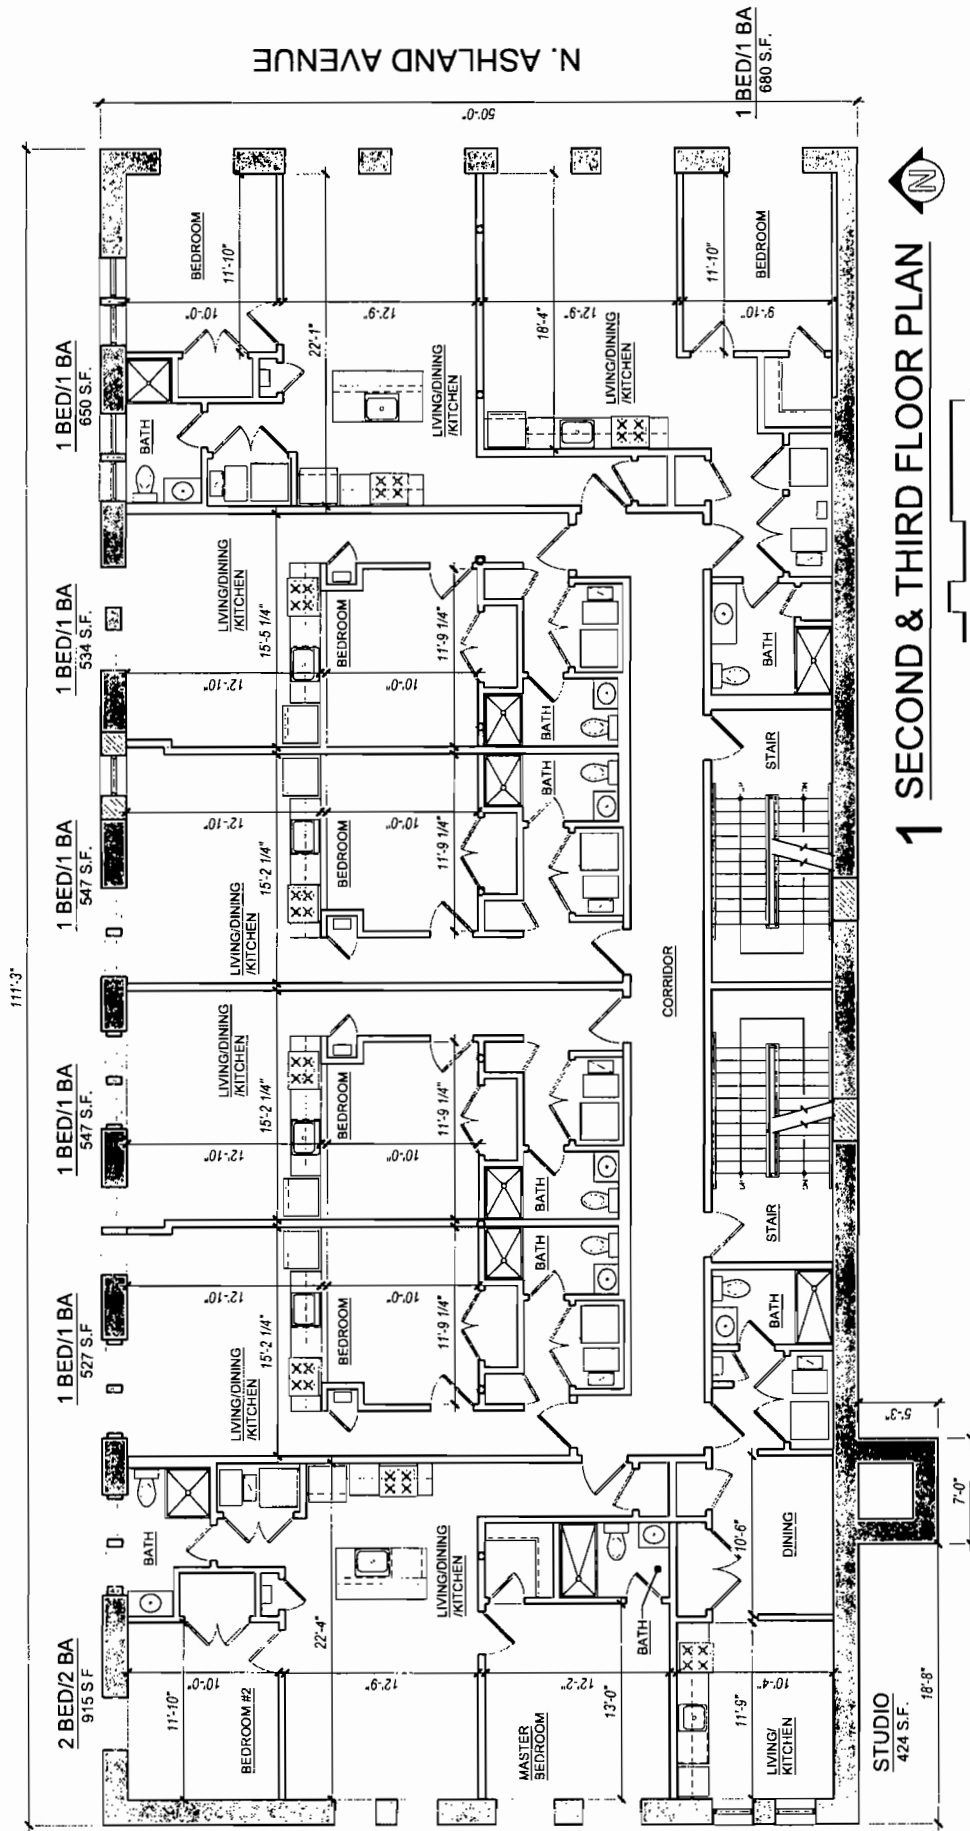 N. ASHLAND AVENUE
111'-3"
50'-0"
2 BED/2 BA
915 S F
1 BED/1 BA
527 S.F
1 BED/1 BA
547 S.F.
1 BED/1 BA
547 S.F.
1 BED/1 BA
534 S.F.
1 BED/1 BA
650 S.F.
1 BED/1 BA
680 S.F.
BATH
BEDROOM #2
11'-10"
10'-0"
22'-4"
12'-9"
LIVING/DINING
/KITCHEN
MASTER
BEDROOM
12'-2"
13'-0"
BATH
LIVING/DINING
/KITCHEN
15'-2 1/4"
12'-10"
BEDROOM
10'-0"
11'-9 1/4"
BATH
LIVING/DINING
/KITCHEN
15'-2 1/4"
12'-10"
BEDROOM
10'-0"
11'-9 1/4"
BATH
LIVING/DINING
/KITCHEN
15'-2 1/4"
12'-10"
BEDROOM
10'-0"
11'-9 1/4"
BATH
LIVING/DINING
/KITCHEN
15'-5 1/4"
12'-10"
BEDROOM
10'-0"
11'-9 1/4"
BATH
BATH
BEDROOM
11'-10"
10'-0"
22'-1"
12'-9"
LIVING/DINING
/KITCHEN
LIVING/DINING
/KITCHEN
16'-4"
12'-9"
BEDROOM
11'-10"
9'-10"
BATH
CORRIDOR
STAIR
STAIR
BATH
DINING
10'-6"
11'-9"
10'-4"
LIVING/
KITCHEN
STUDIO
424 S.F.
18'-8"
7'-0"
5'-3"
1
SECOND & THIRD FLOOR PLAN
N